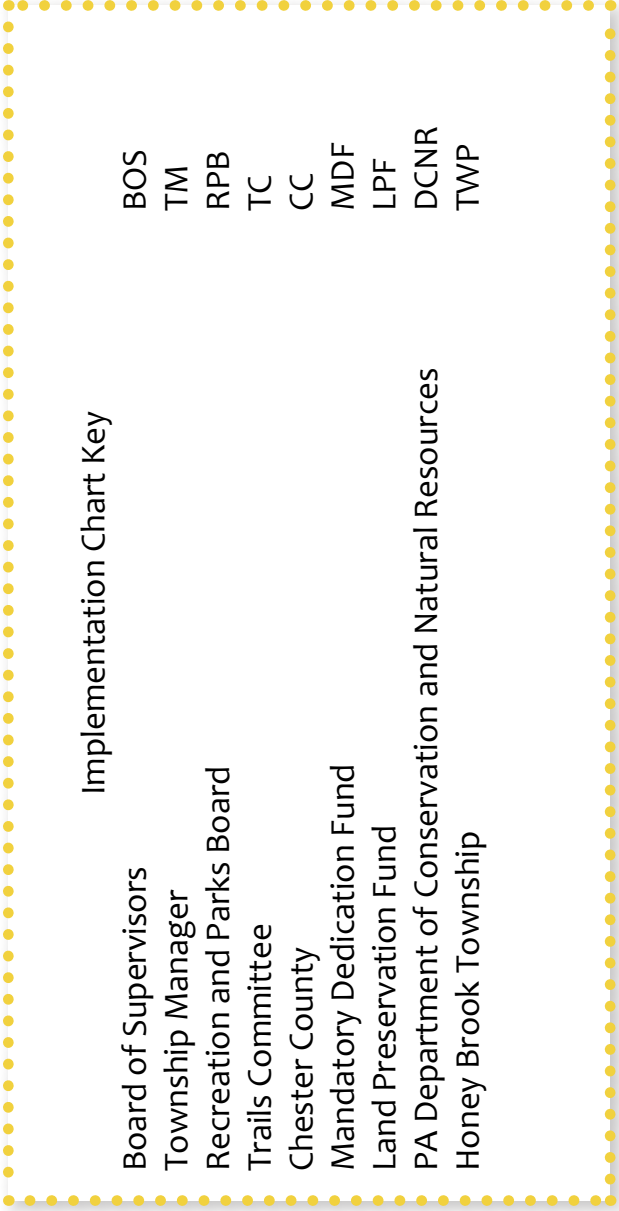 Implementation Chart Key
Board of Supervisors BOS
Township Manager TM
Recreation and Parks Board RPB
Trails Committee TC
Chester County CC
Mandatory Dedication Fund MDF
Land Preservation Fund LPF
PA Department of Conservation and Natural Resources DCNR
Honey Brook Township TWP